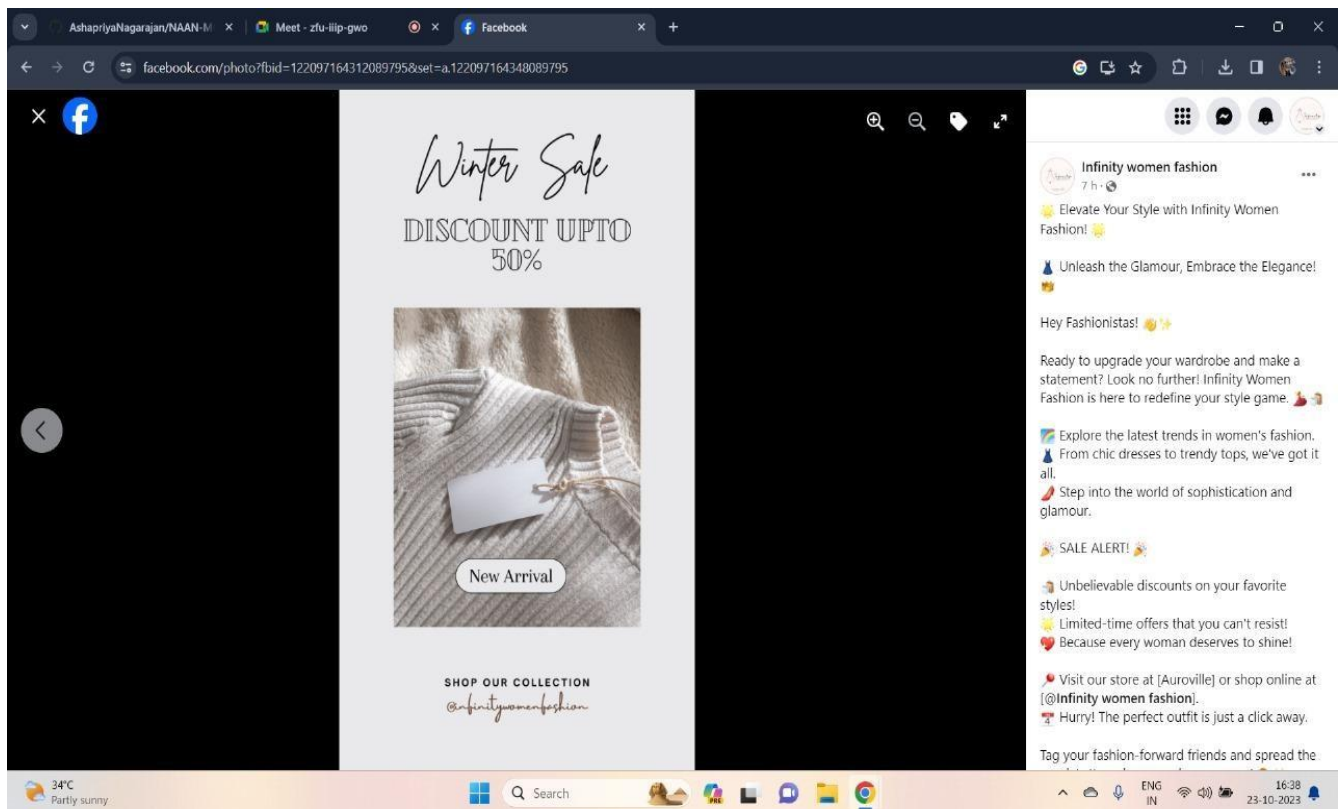 AshapriyaNagarajan/NAAN-M
Meet - zfu-iiip-gwo
Facebook
facebook.com/photo?fbid=122097164312089795&set=a.122097164348089795
Winter Sale
DISCOUNT UPTO
50%
New Arrival
SHOP OUR COLLECTION
@infinitywomenfashion
Infinity women fashion
7 h
Elevate Your Style with Infinity Women
Fashion!
Unleash the Glamour, Embrace the Elegance!
Hey Fashionistas!
Ready to upgrade your wardrobe and make a
statement? Look no further! Infinity Women
Fashion is here to redefine your style game.
Explore the latest trends in women's fashion.
From chic dresses to trendy tops, we've got it
all.
Step into the world of sophistication and
glamour.
SALE ALERT!
Unbelievable discounts on your favorite
styles!
Limited-time offers that you can't resist!
Because every woman deserves to shine!
Visit our store at [Auroville] or shop online at
[@Infinity women fashion].
Hurry! The perfect outfit is just a click away.
Tag your fashion-forward friends and spread the
34°C
Partly sunny
Search
PRE
ENG
IN
16:38
23-10-2023